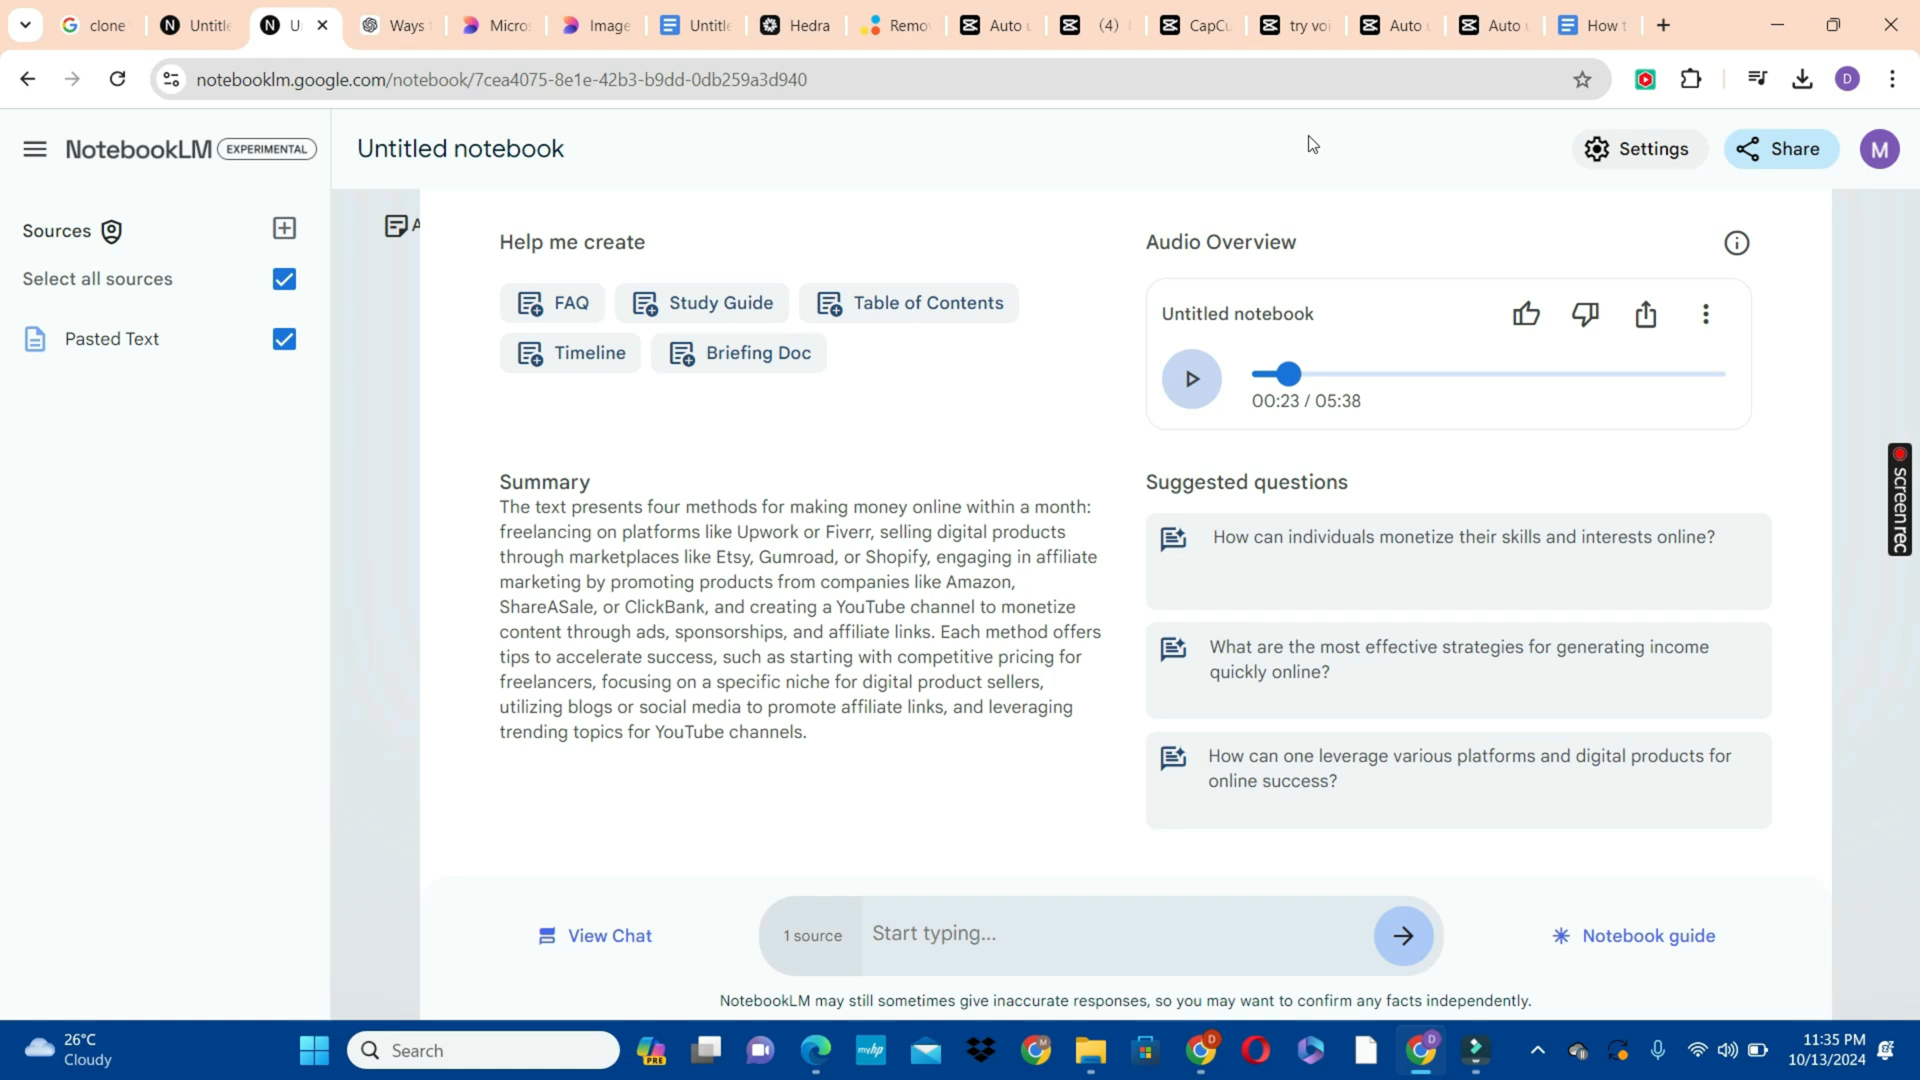 clone
Untitle
U
Ways
Micros
Image
Untitle
Hedra
Remo
Auto u
(4)
CapCu
try voi
Auto
Auto
How t
notebooklm.google.com/notebook/7cea4075-8e1e-42b3-b9dd-0db259a3d940
D
NotebookLM EXPERIMENTAL
Untitled notebook
Settings
Share
M
Sources
Select all sources
Pasted Text
A
Help me create
FAQ
Study Guide
Table of Contents
Timeline
Briefing Doc
Audio Overview
Untitled notebook
00:23 / 05:38
Summary
The text presents four methods for making money online within a month:
freelancing on platforms like Upwork or Fiverr, selling digital products
through marketplaces like Etsy, Gumroad, or Shopify, engaging in affiliate
marketing by promoting products from companies like Amazon,
ShareASale, or ClickBank, and creating a YouTube channel to monetize
content through ads, sponsorships, and affiliate links. Each method offers
tips to accelerate success, such as starting with competitive pricing for
freelancers, focusing on a specific niche for digital product sellers,
utilizing blogs or social media to promote affiliate links, and leveraging
trending topics for YouTube channels.
Suggested questions
How can individuals monetize their skills and interests online?
What are the most effective strategies for generating income
quickly online?
How can one leverage various platforms and digital products for
online success?
screenrec
View Chat
1 source
Start typing...
Notebook guide
NotebookLM may still sometimes give inaccurate responses, so you may want to confirm any facts independently.
26°C
Cloudy
Search
PRE
myhp
M
D
D
11:35 PM
10/13/2024